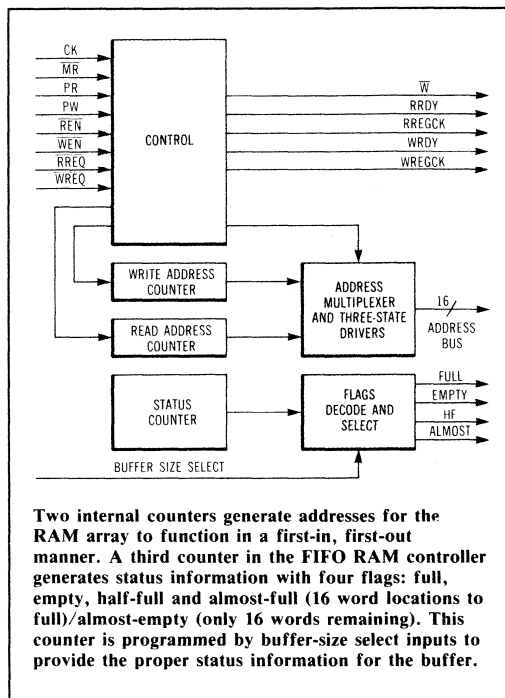 CK
M̅R̅
PR
PW
R̅E̅N̅
W̅E̅N̅
R̅R̅E̅Q̅
W̅R̅E̅Q̅
CONTROL
W̅
RRDY
RREGCK
WRDY
WREGCK
WRITE ADDRESS
COUNTER
READ ADDRESS
COUNTER
ADDRESS
MULTIPLEXER
AND THREE-STATE
DRIVERS
16
ADDRESS
BUS
STATUS
COUNTER
FLAGS
DECODE AND
SELECT
FULL
EMPTY
HF
ALMOST
BUFFER SIZE SELECT
Two internal counters generate addresses for the
RAM array to function in a first-in, first-out
manner. A third counter in the FIFO RAM controller
generates status information with four flags: full,
empty, half-full and almost-full (16 word locations to
full)/almost-empty (only 16 words remaining). This
counter is programmed by buffer-size select inputs to
provide the proper status information for the buffer.